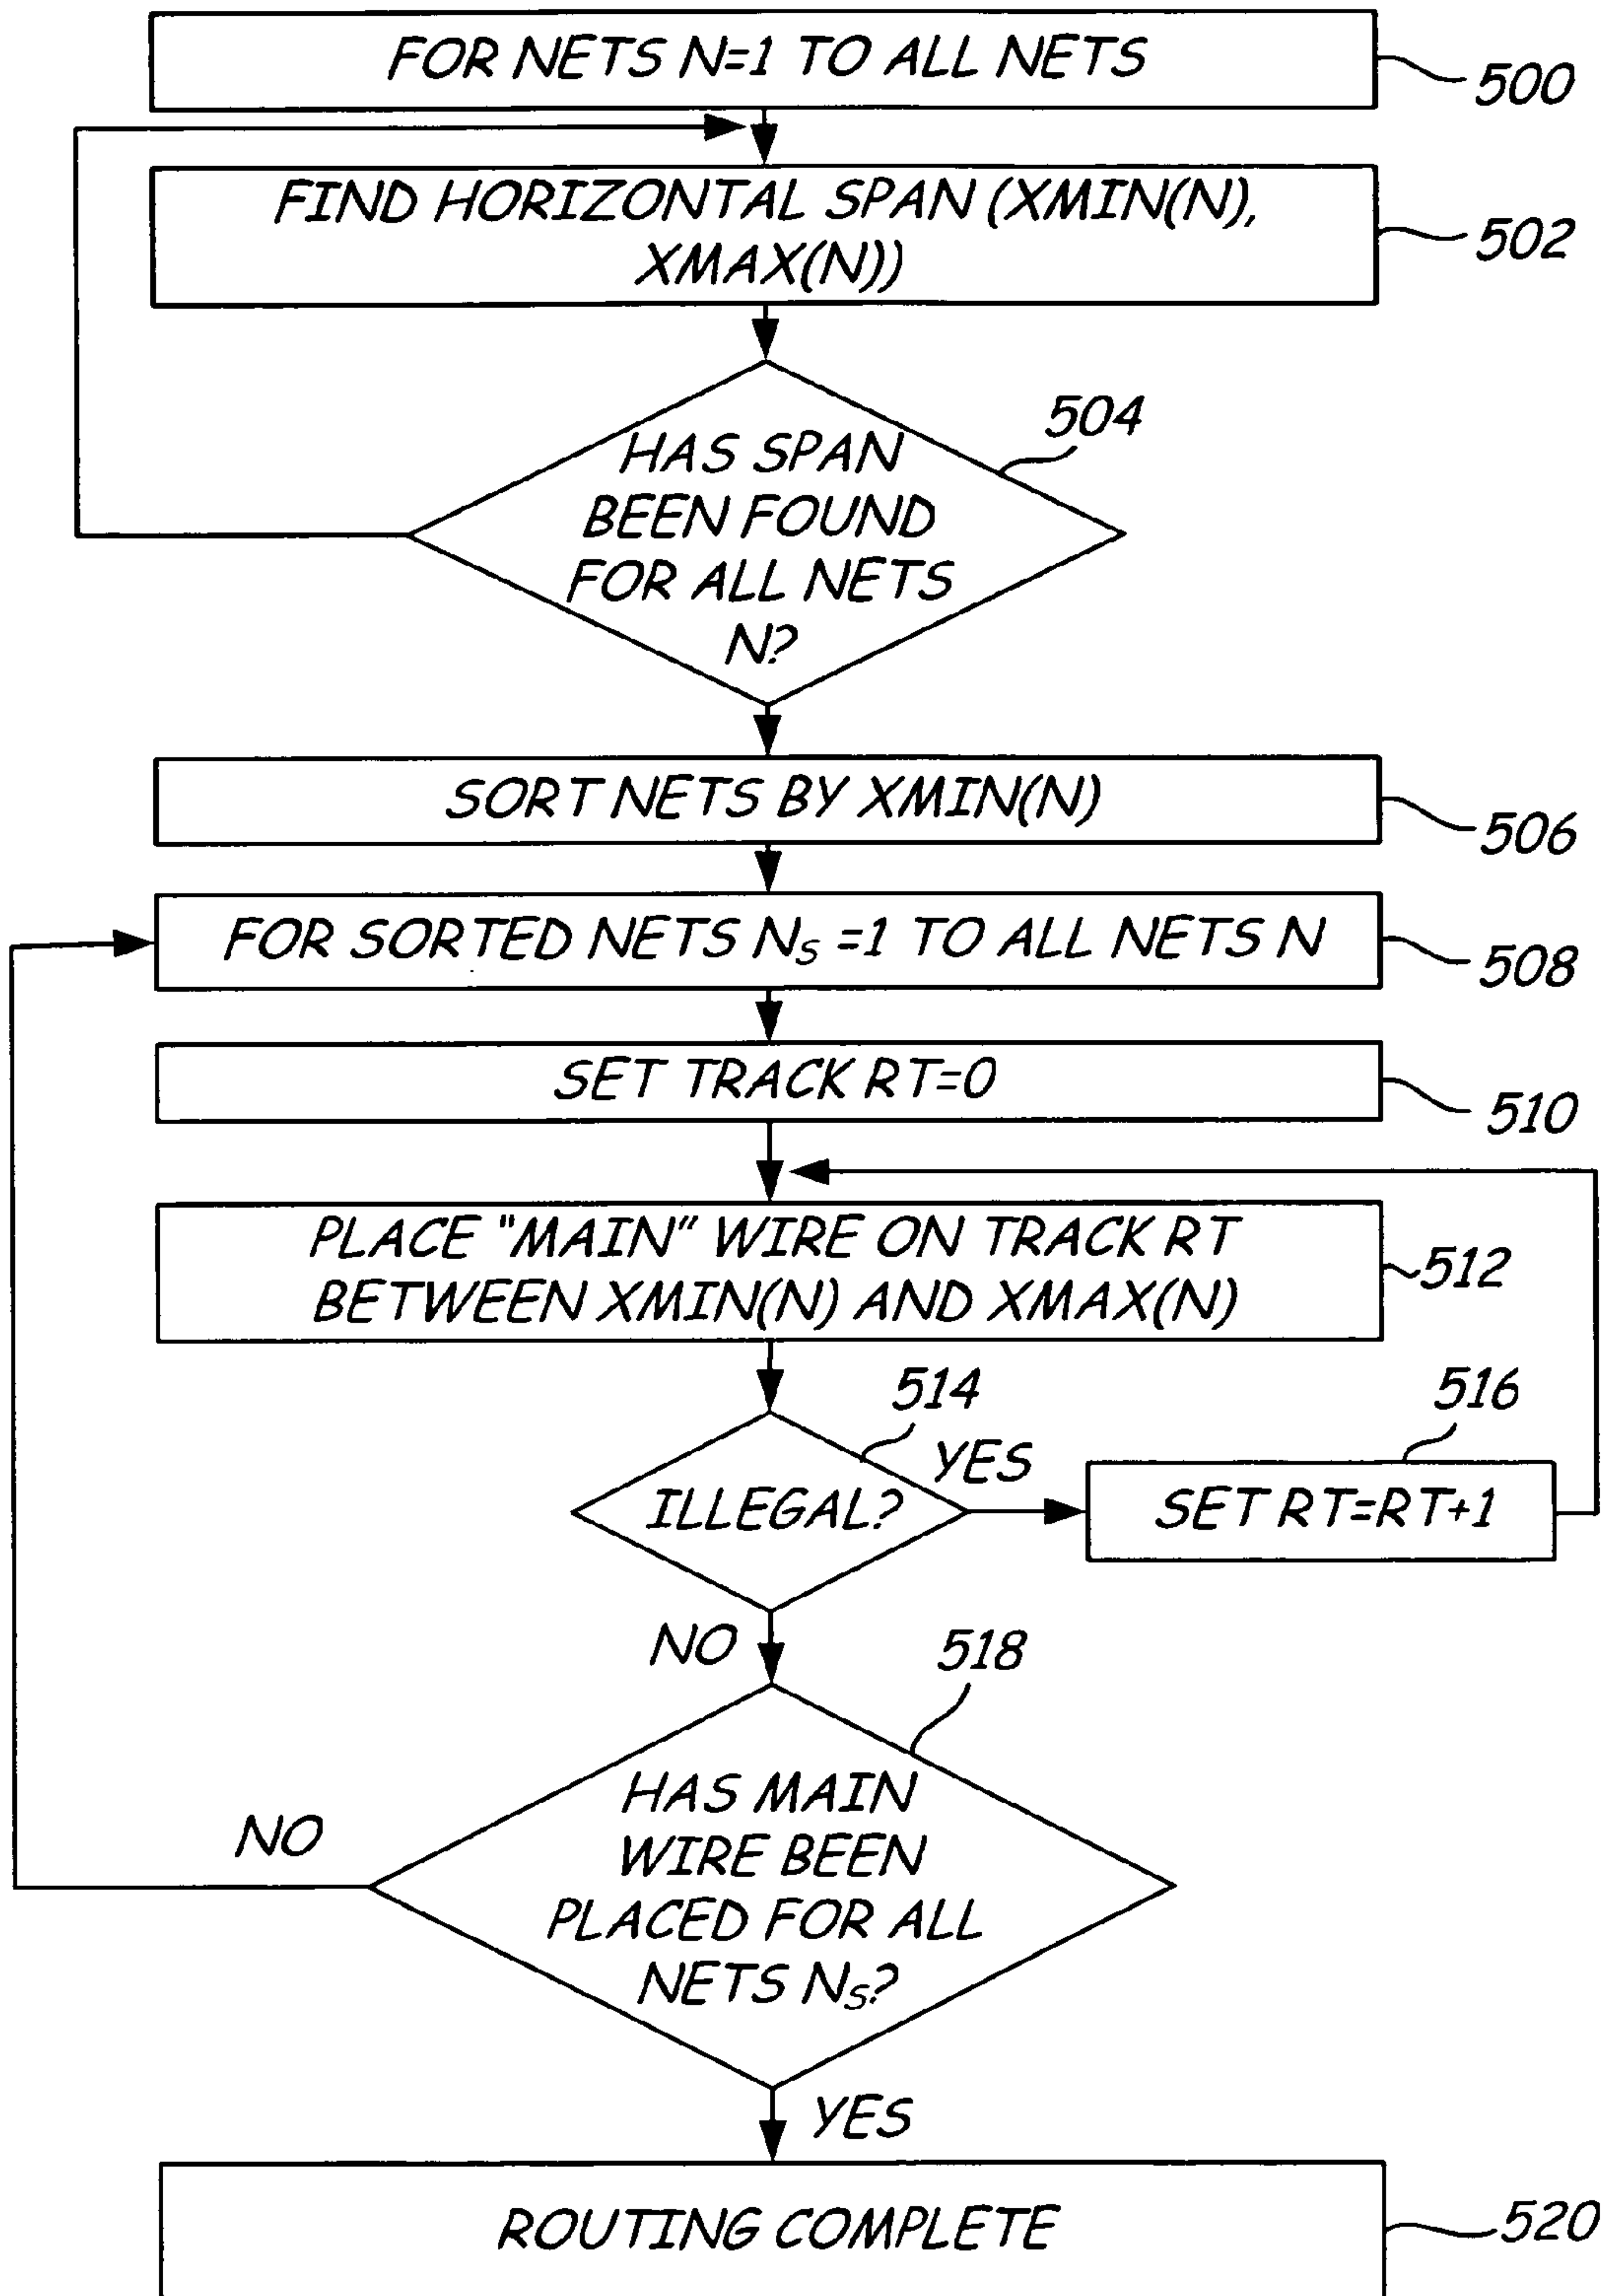 FOR NETS N=1 TO ALL NETS
500
FIND HORIZONTAL SPAN (XMIN(N),
XMAX(N))
502
504
HAS SPAN
BEEN FOUND
FOR ALL NETS
N?
SORT NETS BY XMIN(N)
506
FOR SORTED NETS NS =1 TO ALL NETS N
508
SET TRACK RT=0
510
PLACE "MAIN" WIRE ON TRACK RT
BETWEEN XMIN(N) AND XMAX(N)
512
514
ILLEGAL?
YES
516
SET RT=RT+1
NO
518
HAS MAIN
WIRE BEEN
PLACED FOR ALL
NETS NS?
NO
YES
ROUTING COMPLETE
520